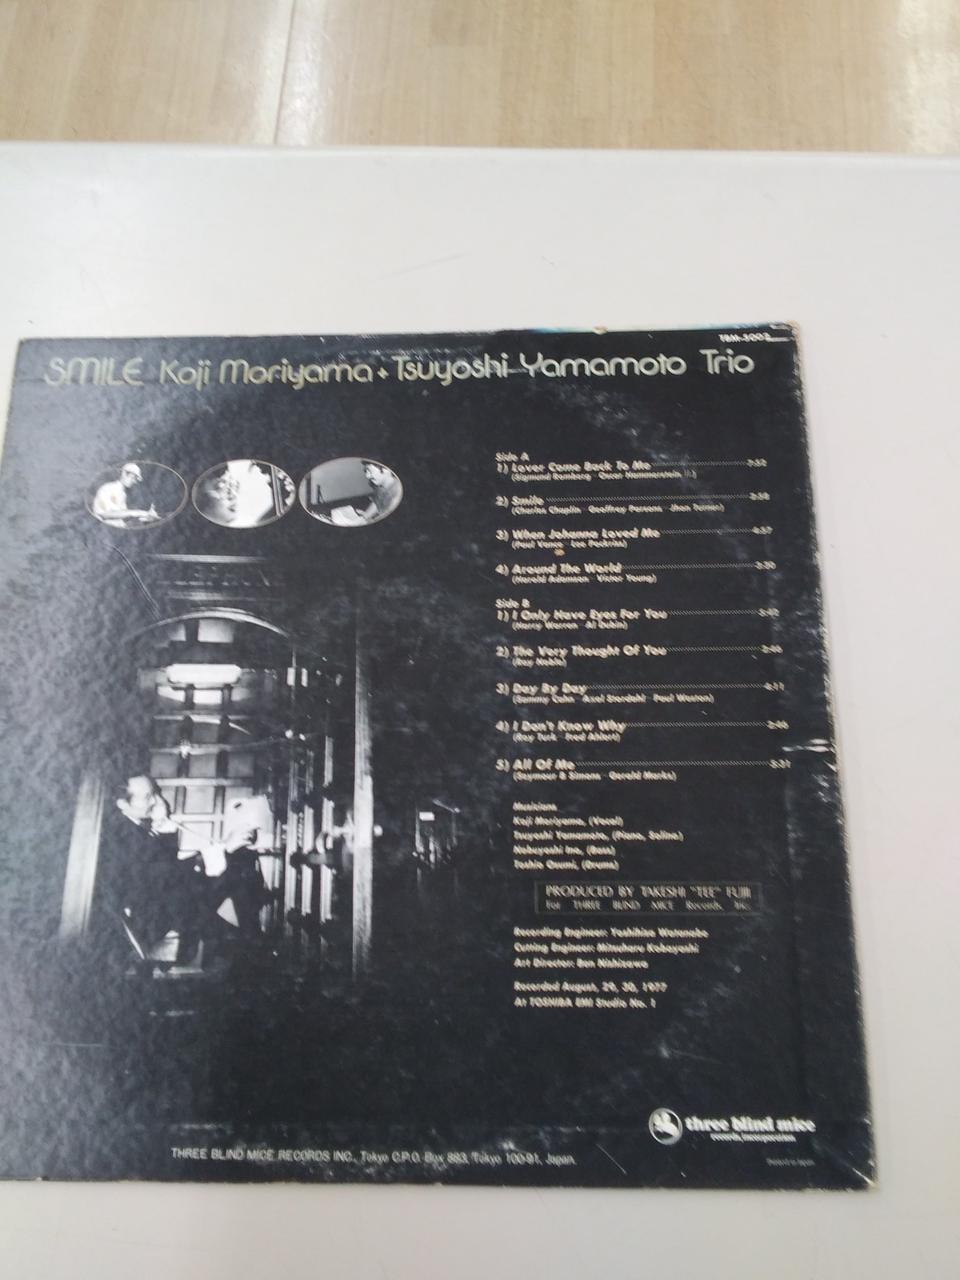 TBM-3005
SMILE Koji Moriyama + Tsuyoshi Yamamoto Trio
Side A
1) Lover Come Back To Me
(Sigmund Romberg · Oscar Hammerstein II)
2) Smile
(Charles Chaplin · Geoffrey Parsons · Jhon Turner)
3) When Johanna Loved Me
(Paul Vance · Lee Pockriss)
4) Around The World
(Harold Adamson · Victor Young)
Side B
1) I Only Have Eyes For You
(Harry Warren · Al Dubin)
2) The Very Thought Of You
(Ray Noble)
3) Day By Day
(Sammy Cahn · Axel Stordahl · Paul Weston)
4) I Don't Know Why
(Roy Turk · Fred Ahlert)
5) All Of Me
(Seymour B Simons · Gerald Marks)
Musicians
Koji Moriyama, (Vocal)
Tsuyoshi Yamamoto, (Piano, Solina)
Nobuyoshi Ino, (Bass)
Toshio Osumi, (Drums)
PRODUCED BY TAKESHI "TEE" FUJII
For THREE BLIND MICE Records, Inc.
Recording Engineer: Yoshihiko Watanabe
Cutting Engineer: Mitsuharu Kobayashi
Art Director: Ben Nishizawa
Recorded August, 29, 30, 1977
At TOSHIBA EMI Studio No. 1
three blind mice
records, incorporation
THREE BLIND MICE RECORDS INC., Tokyo C.P.O. Box 883, Tokyo 100-91, Japan.